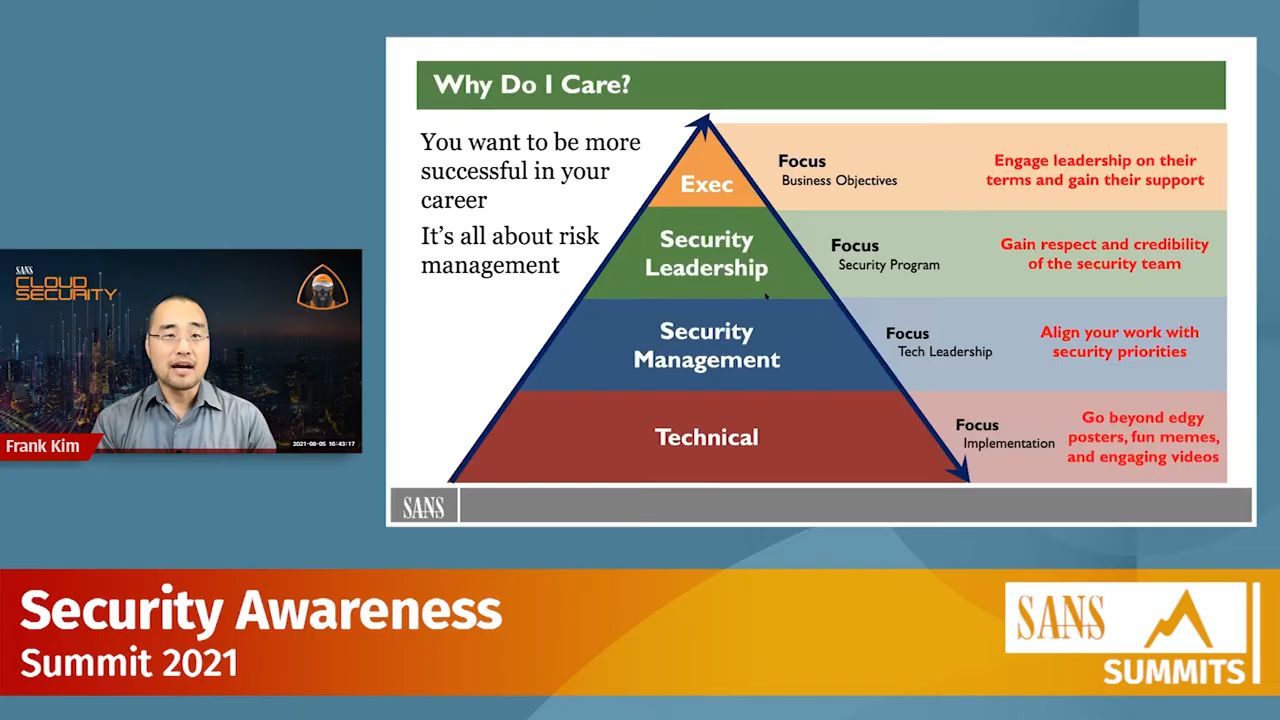 Why Do I Care?
You want to be more
successful in your
career
It's all about risk
management
Exec
Security
Leadership
Security
Management
Technical
Focus
Business Objectives
Engage leadership on their
terms and gain their support
Focus
Security Program
Gain respect and credibility
of the security team
Focus
Tech Leadership
Align your work with
security priorities
Focus
Implementation
Go beyond edgy
posters, fun memes,
and engaging videos
SANS
SANS
CLOUD
SECURITY
Frank Kim
2021-08-05 16:43:17
Security Awareness
Summit 2021
SANS
SUMMITS